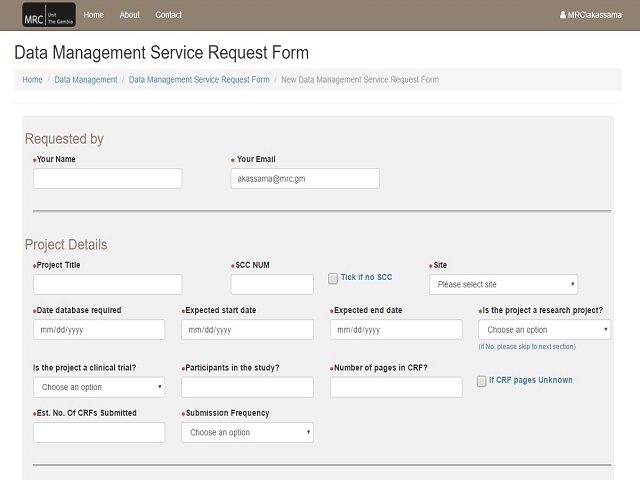 MRC Unit The Gambia Home About Contact MRC\akassama
Data Management Service Request Form
Home / Data Management / Data Management Service Request Form / New Data Management Service Request Form
Requested by
*Your Name * Your Email
akassama@mrc.gm
Project Details
*Project Title *SCC NUM Tick if no SCC *Site
Please select site
*Date database required *Expected start date *Expected end date *Is the project a research project?
mm/dd/yyyy mm/dd/yyyy mm/dd/yyyy Choose an option
(If No, please skip to next section)
Is the project a clinical trial? *Participants in the study? *Number of pages in CRF?
Choose an option If CRF pages Unknown
*Est. No. Of CRFs Submitted *Submission Frequency
Choose an option